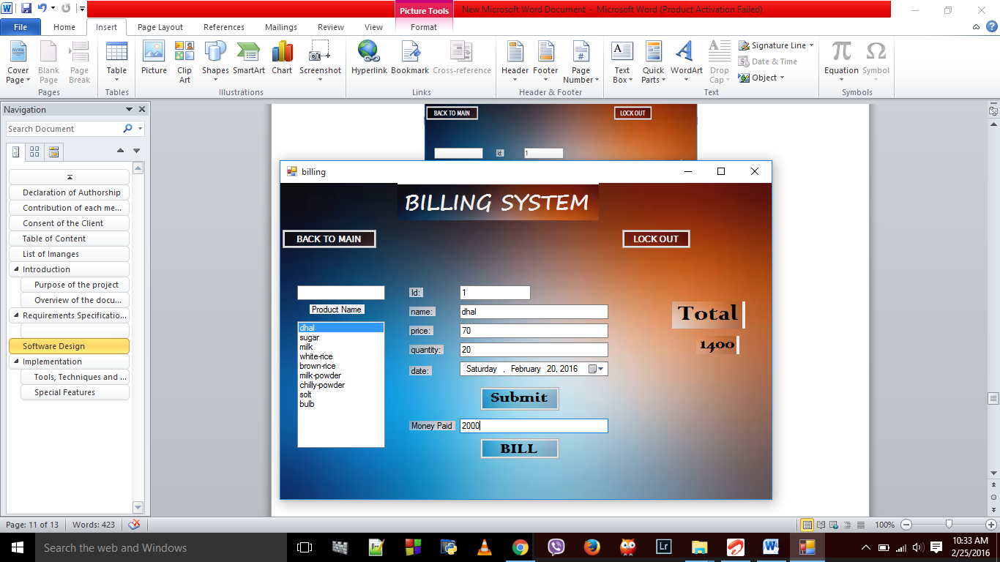 New Microsoft Word Document - Microsoft Word (Product Activation Failed)
Picture Tools
File Home Insert Page Layout References Mailings Review View Format
Cover Page
Blank Page
Page Break
Table
Picture
Clip Art
Shapes
SmartArt
Chart
Screenshot
Hyperlink
Bookmark
Cross-reference
Header
Footer
Page Number
Text Box
Quick Parts
WordArt
Drop Cap
Signature Line
Date & Time
Object
Equation
Symbol
Pages Tables Illustrations Links Header & Footer Text Symbols
Navigation
Search Document
Declaration of Authorship
Contribution of each me...
Consent of the Client
Table of Content
List of Imanges
Introduction
Purpose of the project
Overview of the docu...
Requirements Specificatio...
Software Design
Implementation
Tools, Techniques and ...
Special Features
BACK TO MAIN LOCK OUT
Id: 1
billing
BILLING SYSTEM
BACK TO MAIN LOCK OUT
Product Name
dhal
sugar
milk
white-rice
brown-rice
milk-powder
chilly-powder
solt
bulb
Id: 1
name: dhal
price: 70
quantity: 20
date: Saturday , February 20, 2016
Submit
Money Paid 2000
BILL
Total
1400
Page: 11 of 13 Words: 423 100%
Search the web and Windows
Lr
10:33 AM
2/25/2016